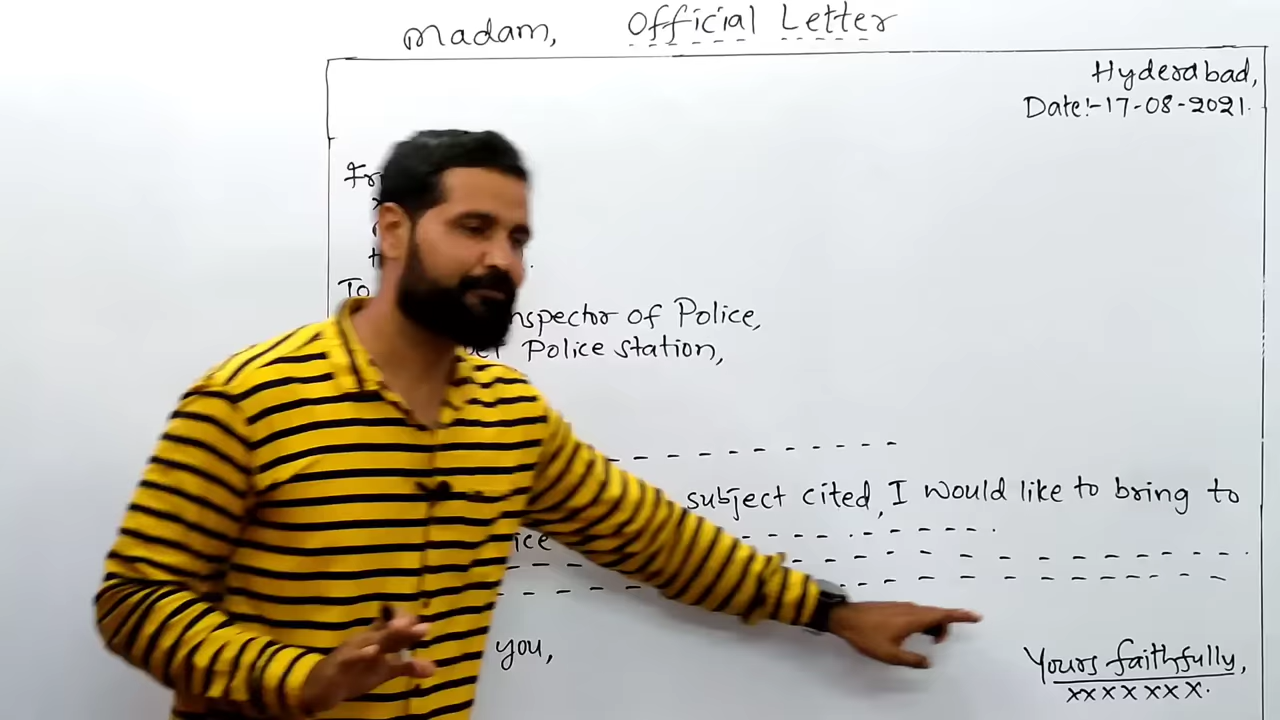 Madam, Official Letter
Hyderabad,
Date:-17-08-2021.
To
of Police,
Police Station,
subject cited, I would like to bring to
you,
Yours faithfully,
xxxxxxx.